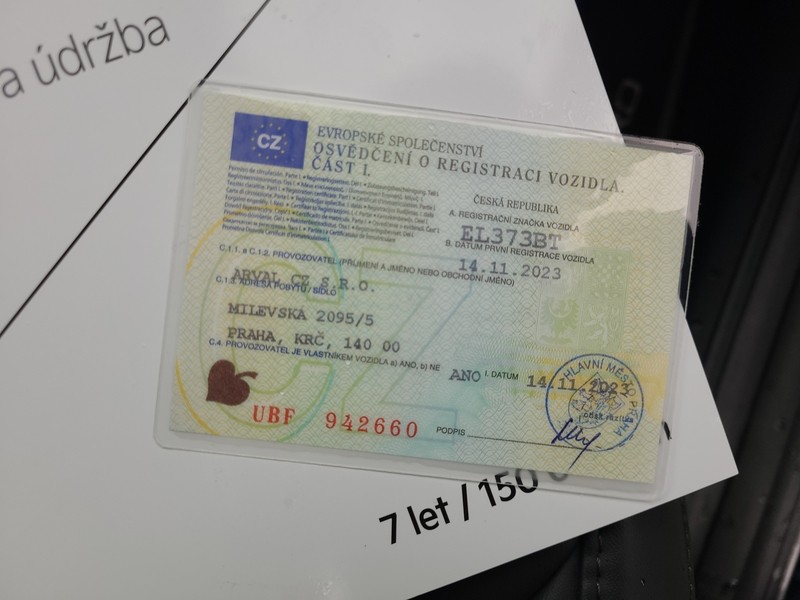 a údržba
CZ
EVROPSKÉ SPOLEČENSTVÍ
OSVĚDČENÍ O REGISTRACI VOZIDLA.
ČÁST I.
ČESKÁ REPUBLIKA
A. REGISTRAČNÍ ZNAČKA VOZIDLA
EL373BT
B. DATUM PRVNÍ REGISTRACE VOZIDLA
14.11.2023
C.1.1. a C.1.2. PROVOZOVATEL (PŘÍJMENÍ A JMÉNO NEBO OBCHODNÍ JMÉNO)
ARVAL CZ S.R.O.
C.1.3. ADRESA POBYTU / SÍDLO
MILEVSKÁ 2095/5
PRAHA, KRČ, 140 00
C.4. PROVOZOVATEL JE VLASTNÍKEM VOZIDLA a) ANO, b) NE
ANO
I. DATUM
14.11.2023
HLAVNÍ MĚSTO PRAHA
UBF 942660
PODPIS
7 let / 150